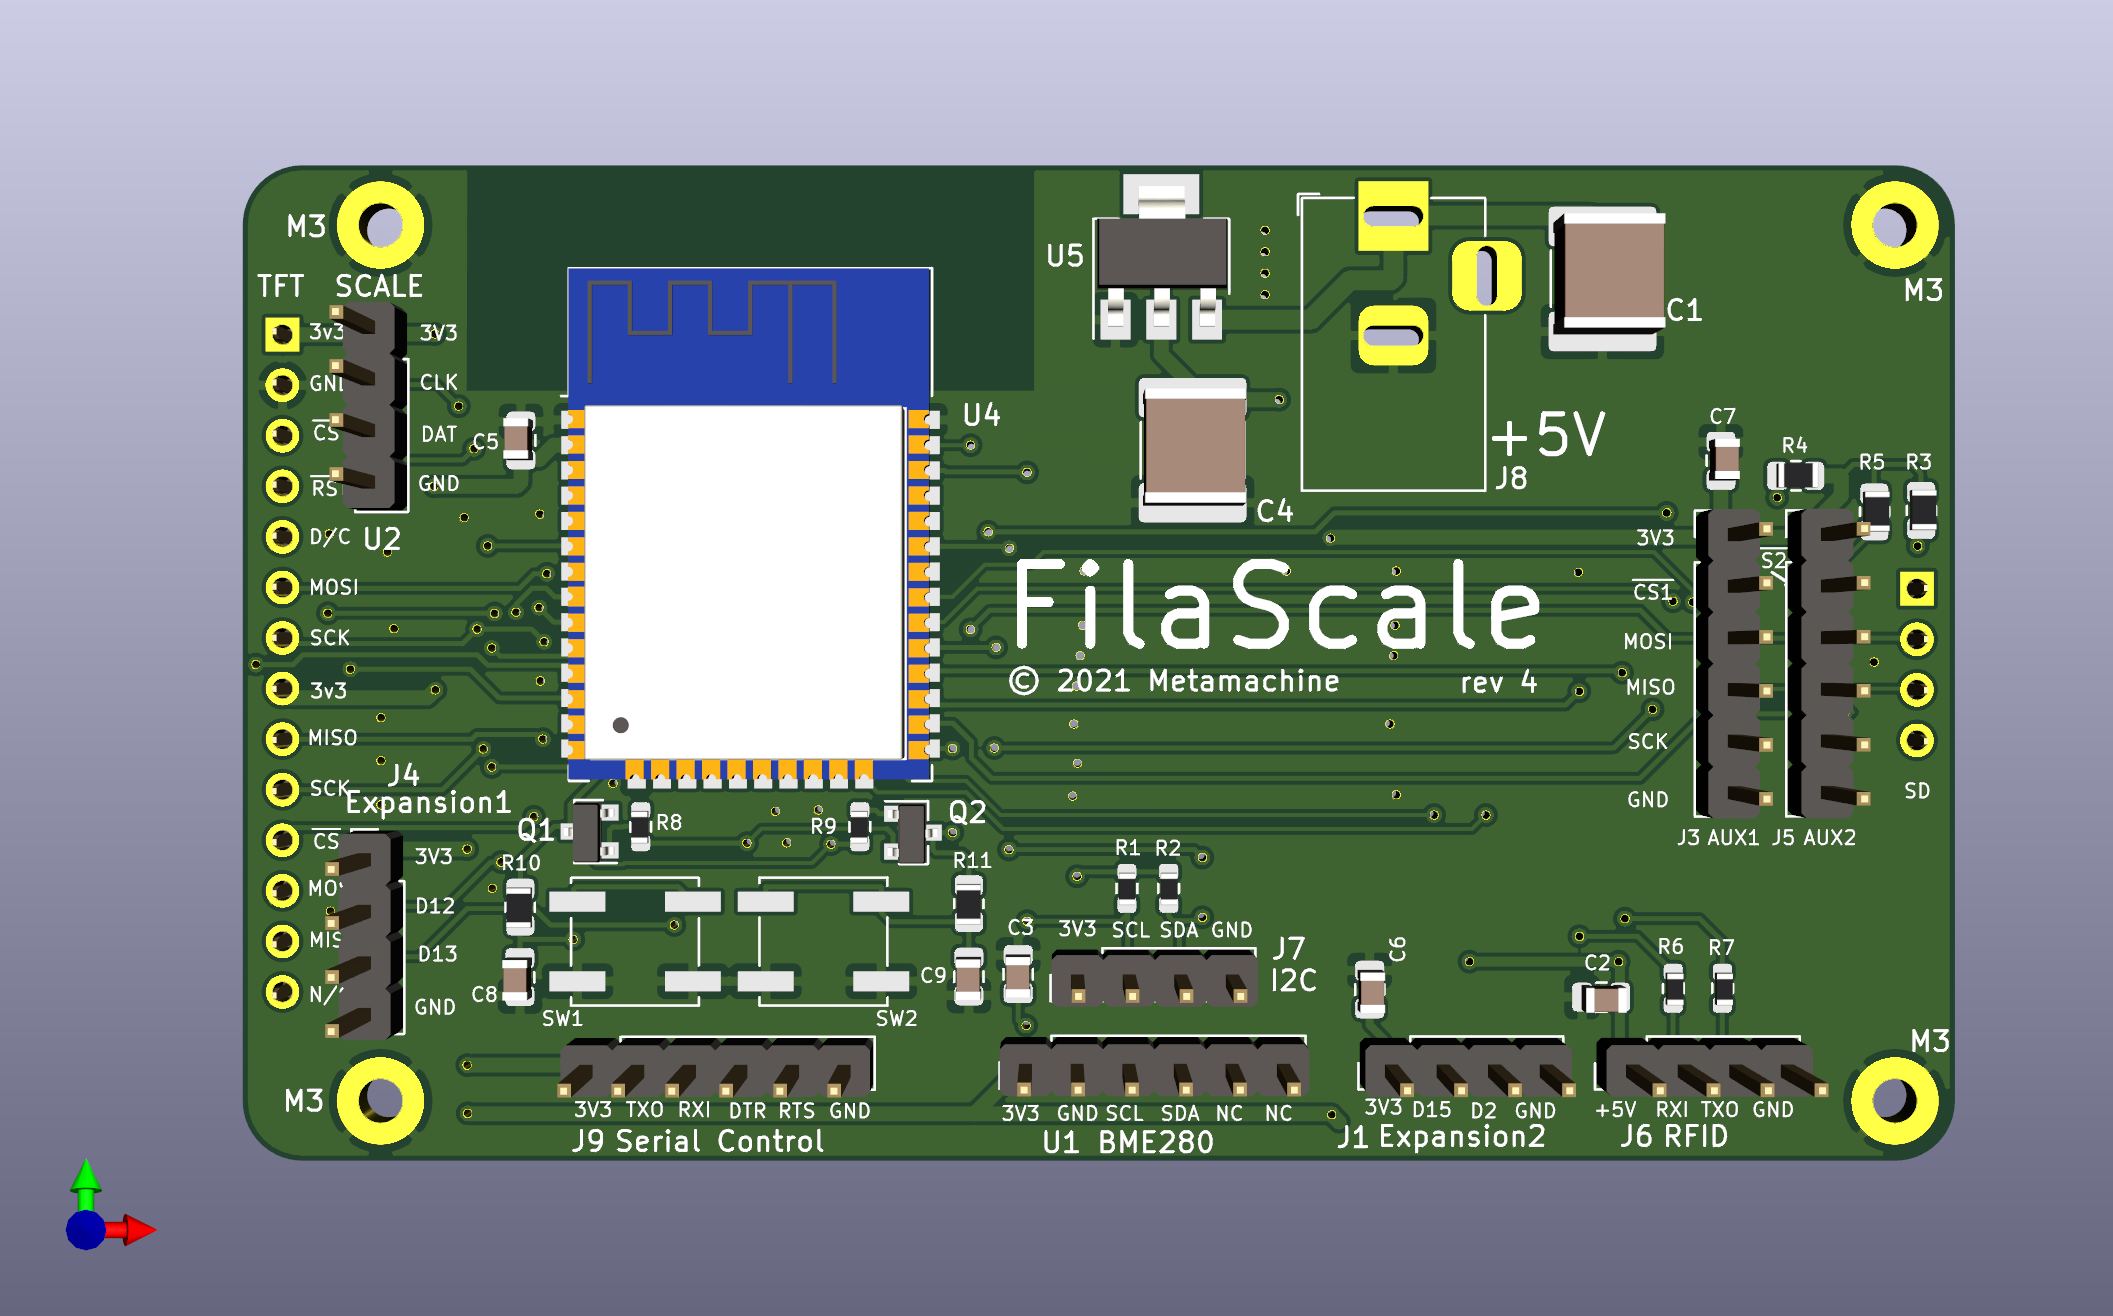 M3
TFT SCALE
3v3
3V3
CLK
CS
DAT
RS
GND
D/C
U2
MOSI
SCK
3v3
MISO
SCK
J4
Expansion1
CS
3V3
D12
D13
GND
M3
C5
U4
U5
C4
J8
+5V
C1
M3
C7
R4
R5
R3
FilaScale
© 2021 Metamachine rev 4
3V3
CS1
MOSI
MISO
SCK
GND
S2
J3 AUX1
J5 AUX2
SD
Q1
R8
R9
Q2
R10
R11
C8
SW1
SW2
C9
C3
R1
R2
3V3 SCL SDA GND
J7
I2C
C6
C2
R6
R7
M3
3V3 TXO RXI DTR RTS GND
J9 Serial Control
3V3 GND SCL SDA NC NC
U1 BME280
3V3 D15 D2 GND
J1 Expansion2
+5V RXI TXO GND
J6 RFID